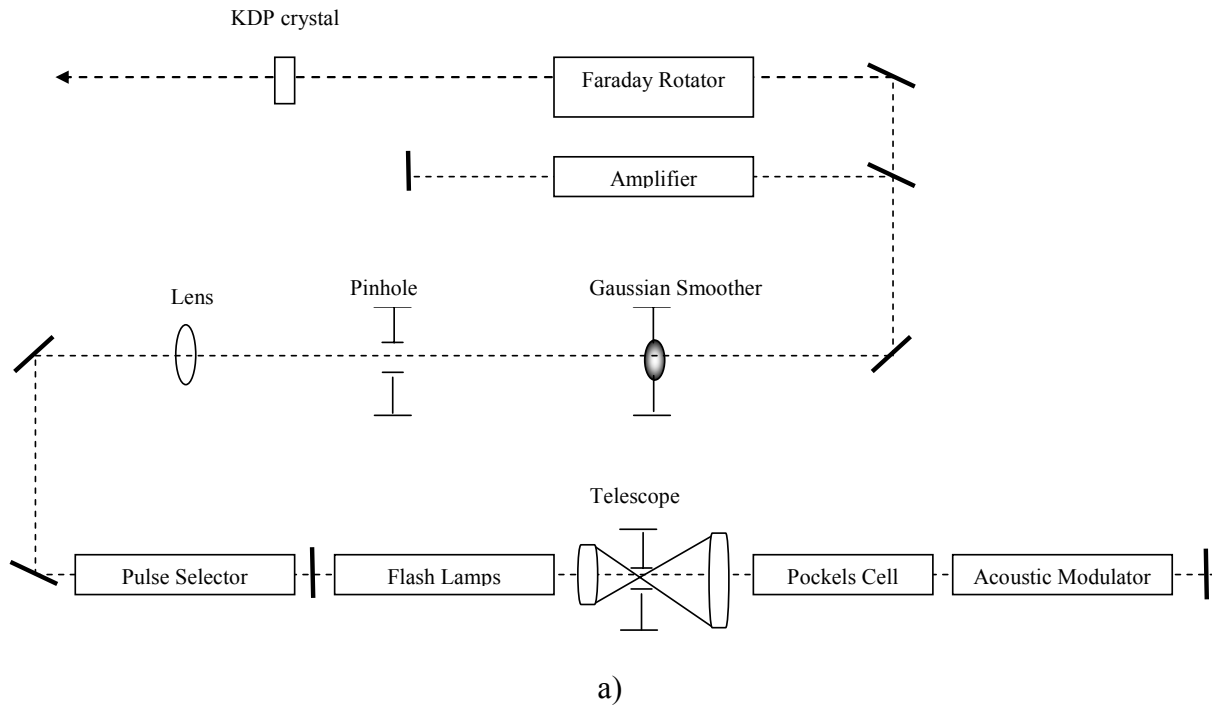 KDP crystal
Faraday Rotator
Amplifier
Lens
Pinhole
Gaussian Smoother
Telescope
Pulse Selector
Flash Lamps
Pockels Cell
Acoustic Modulator
a)